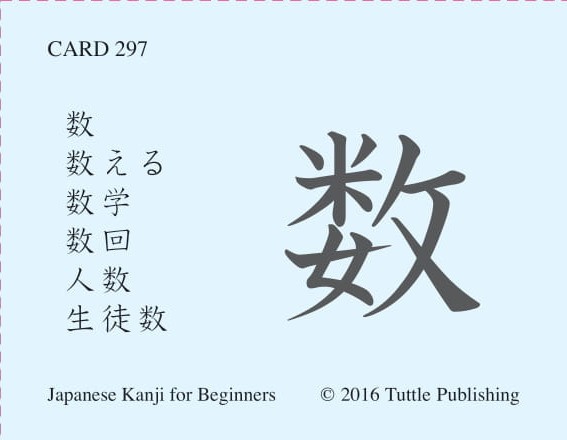 CARD 297
数
数える
数学
数回
人数
生徒数
数
Japanese Kanji for Beginners
© 2016 Tuttle Publishing